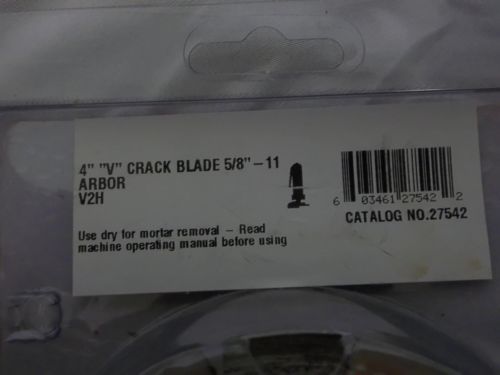 4" "V" CRACK BLADE 5/8"-11
ARBOR
V2H
Use dry for mortar removal - Read
machine operating manual before using
6 03461 27542 2
CATALOG NO.27542